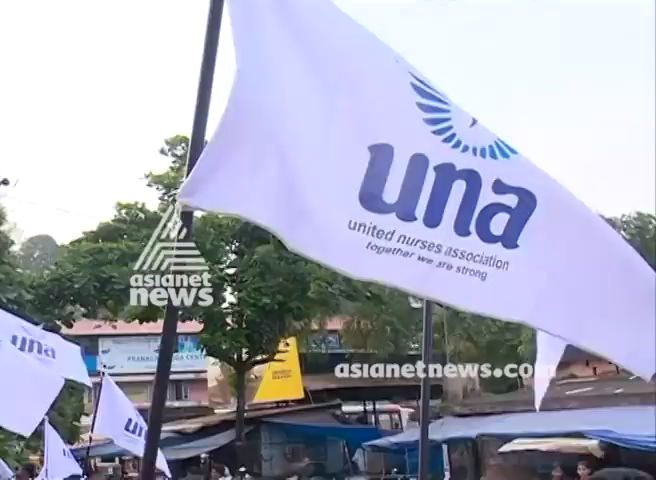 una
united nurses association
together we are strong
asianet
news
asianetnews.com
una
una